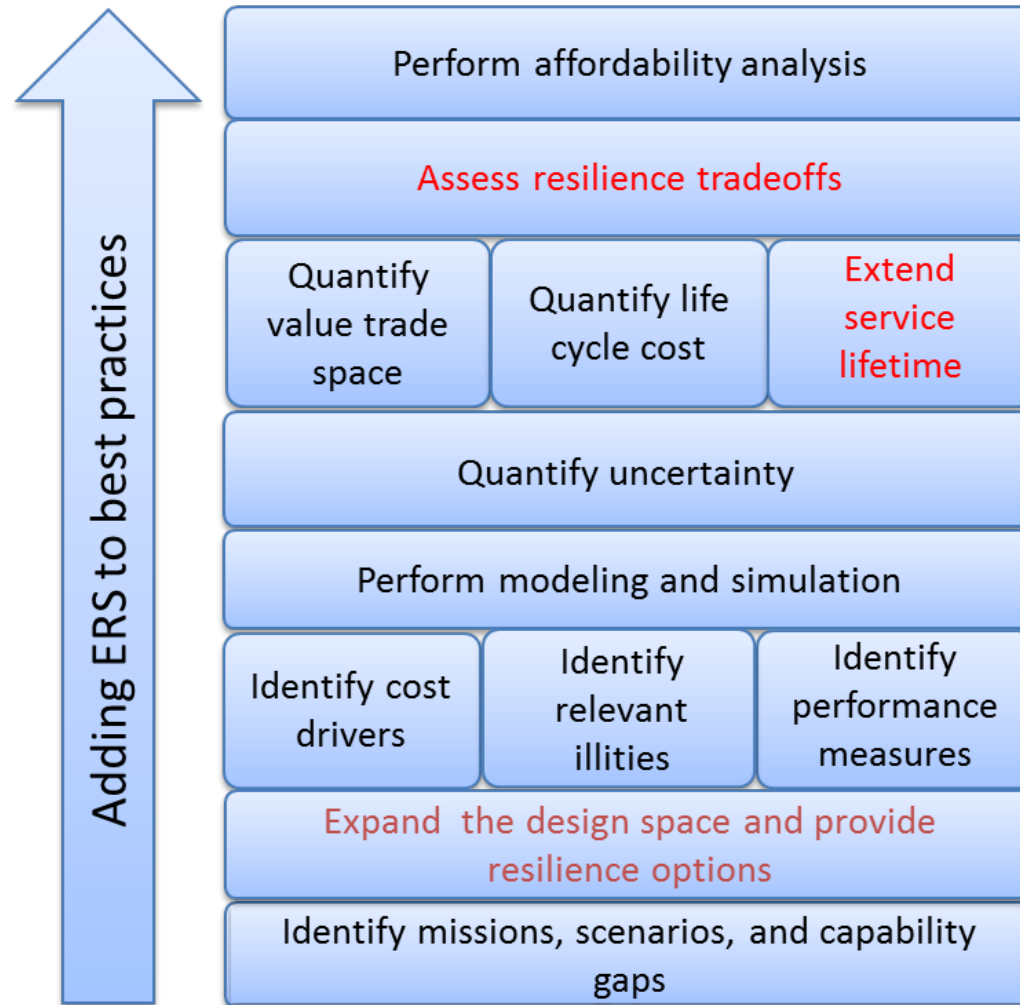 Adding ERS to best practices
Perform affordability analysis
Assess resilience tradeoffs
Quantify
value trade
space
Quantify life
cycle cost
Extend
service
lifetime
Quantify uncertainty
Perform modeling and simulation
Identify cost
drivers
Identify
relevant
illities
Identify
performance
measures
Expand the design space and provide
resilience options
Identify missions, scenarios, and capability
gaps